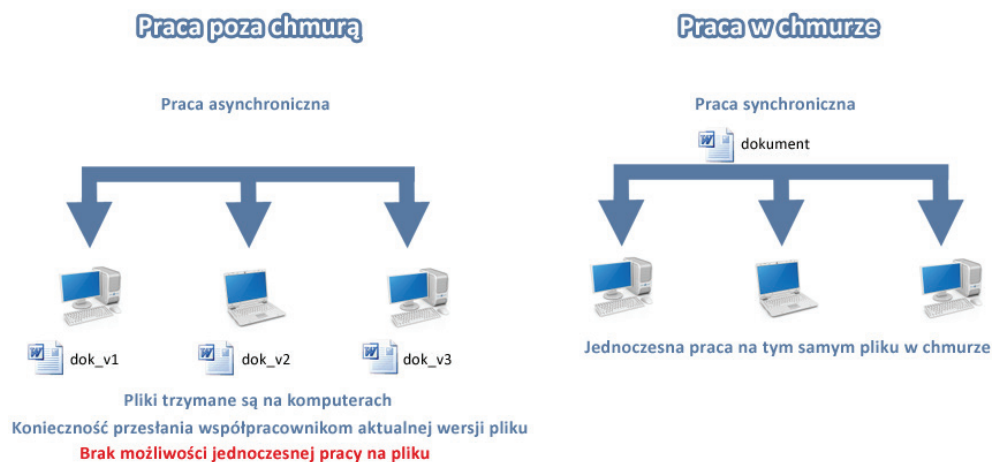 Praca poza chmurą
Praca asynchroniczna
dok_v1
dok_v2
dok_v3
Pliki trzymane są na komputerach
Konieczność przesłania współpracownikom aktualnej wersji pliku
Brak możliwości jednoczesnej pracy na pliku
Praca w chmurze
Praca synchroniczna
dokument
Jednoczesna praca na tym samym pliku w chmurze